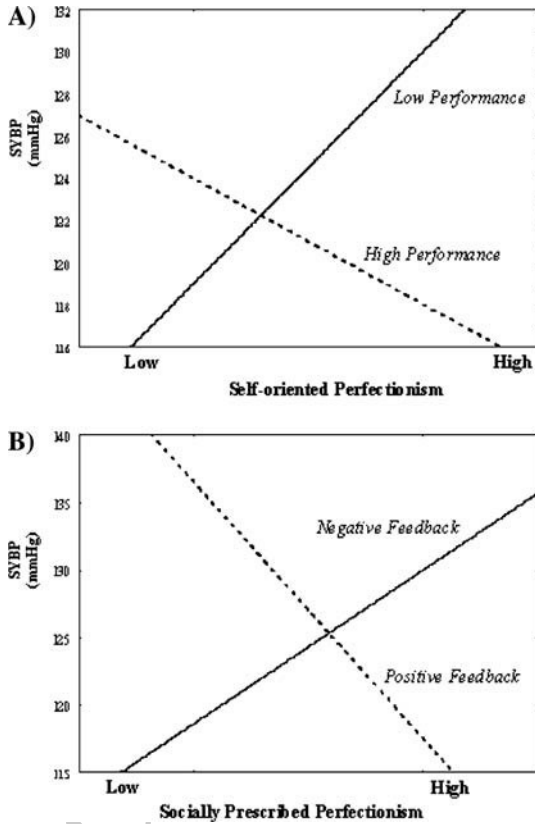 A)
132
130
128
126
124
122
120
118
116
SYBP
(mmHg)
Low Performance
High Performance
Low
High
Self-oriented Perfectionism
B)
140
135
130
125
120
115
SYBP
(mmHg)
Negative Feedback
Positive Feedback
Low
High
Socially Prescribed Perfectionism